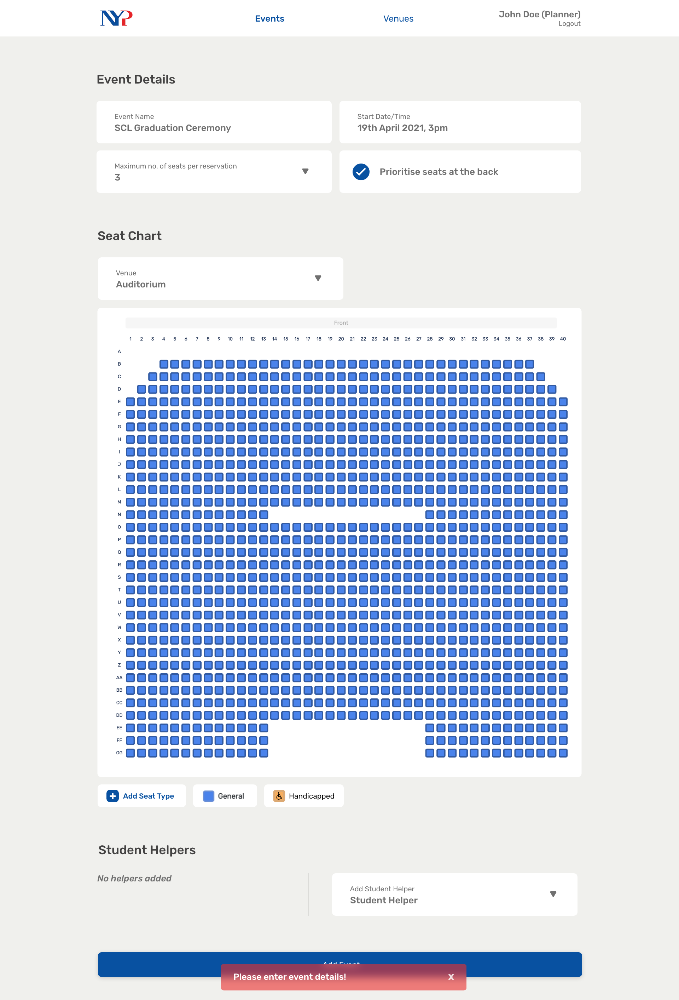 NYP
Events
Venues
John Doe (Planner)
Logout
Event Details
Event Name
SCL Graduation Ceremony
Start Date/Time
19th April 2021, 3pm
Maximum no. of seats per reservation
3
Prioritise seats at the back
Seat Chart
Venue
Auditorium
Front
1 2 3 4 5 6 7 8 9 10 11 12 13 14 15 16 17 18 19 20 21 22 23 24 25 26 27 28 29 30 31 32 33 34 35 36 37 38 39 40
A
B
C
D
E
F
G
H
I
J
K
L
M
N
O
P
Q
R
S
T
U
V
W
X
Y
Z
AA
BB
CC
DD
EE
FF
GG
Add Seat Type
General
Handicapped
Student Helpers
No helpers added
Add Student Helper
Student Helper
Add Event
Please enter event details!
X